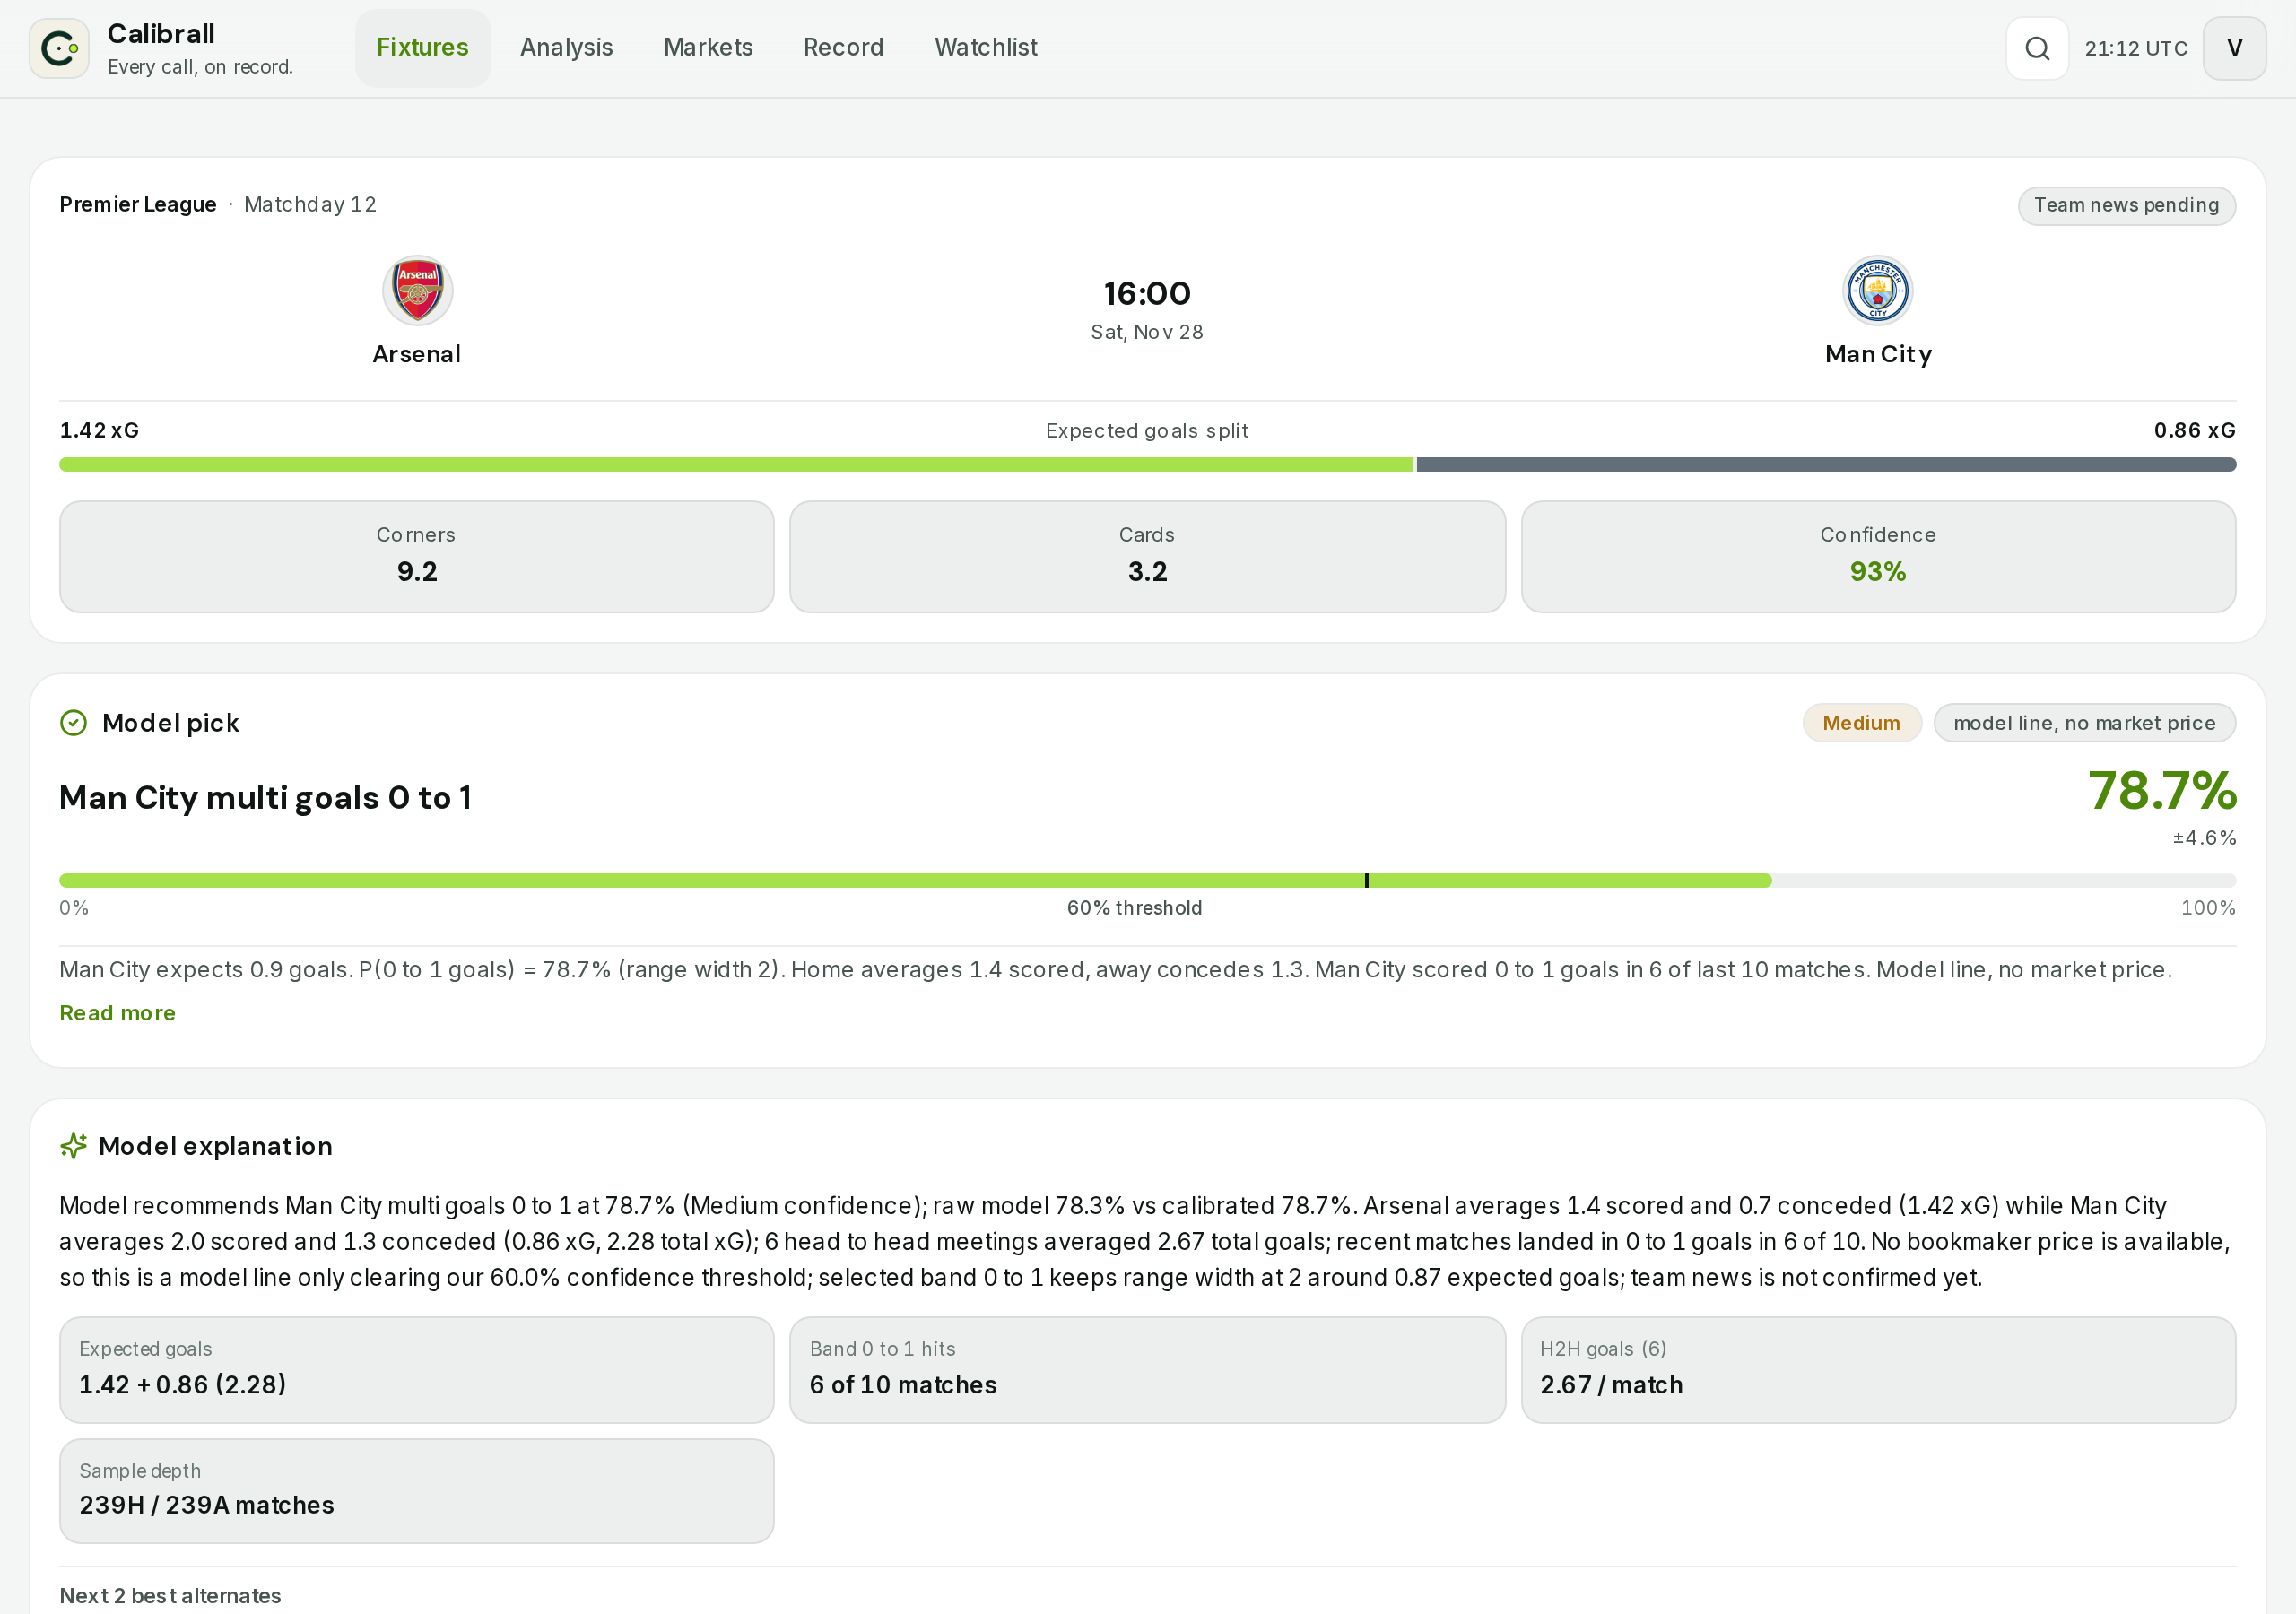 Calibrall
Every call, on record.
Fixtures
Analysis
Markets
Record
Watchlist
21:12 UTC
V
Premier League · Matchday 12
Team news pending
Arsenal
16:00
Sat, Nov 28
MANCHESTER
CITY
Arsenal
Man City
1.42 xG
Expected goals split
0.86 xG
Corners
9.2
Cards
3.2
Confidence
93%
Model pick
Medium
model line, no market price
Man City multi goals 0 to 1
78.7%
±4.6%
0%
60% threshold
100%
Man City expects 0.9 goals. P(0 to 1 goals) = 78.7% (range width 2). Home averages 1.4 scored, away concedes 1.3. Man City scored 0 to 1 goals in 6 of last 10 matches. Model line, no market price.
Read more
Model explanation
Model recommends Man City multi goals 0 to 1 at 78.7% (Medium confidence); raw model 78.3% vs calibrated 78.7%. Arsenal averages 1.4 scored and 0.7 conceded (1.42 xG) while Man City
averages 2.0 scored and 1.3 conceded (0.86 xG, 2.28 total xG); 6 head to head meetings averaged 2.67 total goals; recent matches landed in 0 to 1 goals in 6 of 10. No bookmaker price is available,
so this is a model line only clearing our 60.0% confidence threshold; selected band 0 to 1 keeps range width at 2 around 0.87 expected goals; team news is not confirmed yet.
Expected goals
1.42 + 0.86 (2.28)
Band 0 to 1 hits
6 of 10 matches
H2H goals (6)
2.67 / match
Sample depth
239H / 239A matches
Next 2 best alternates